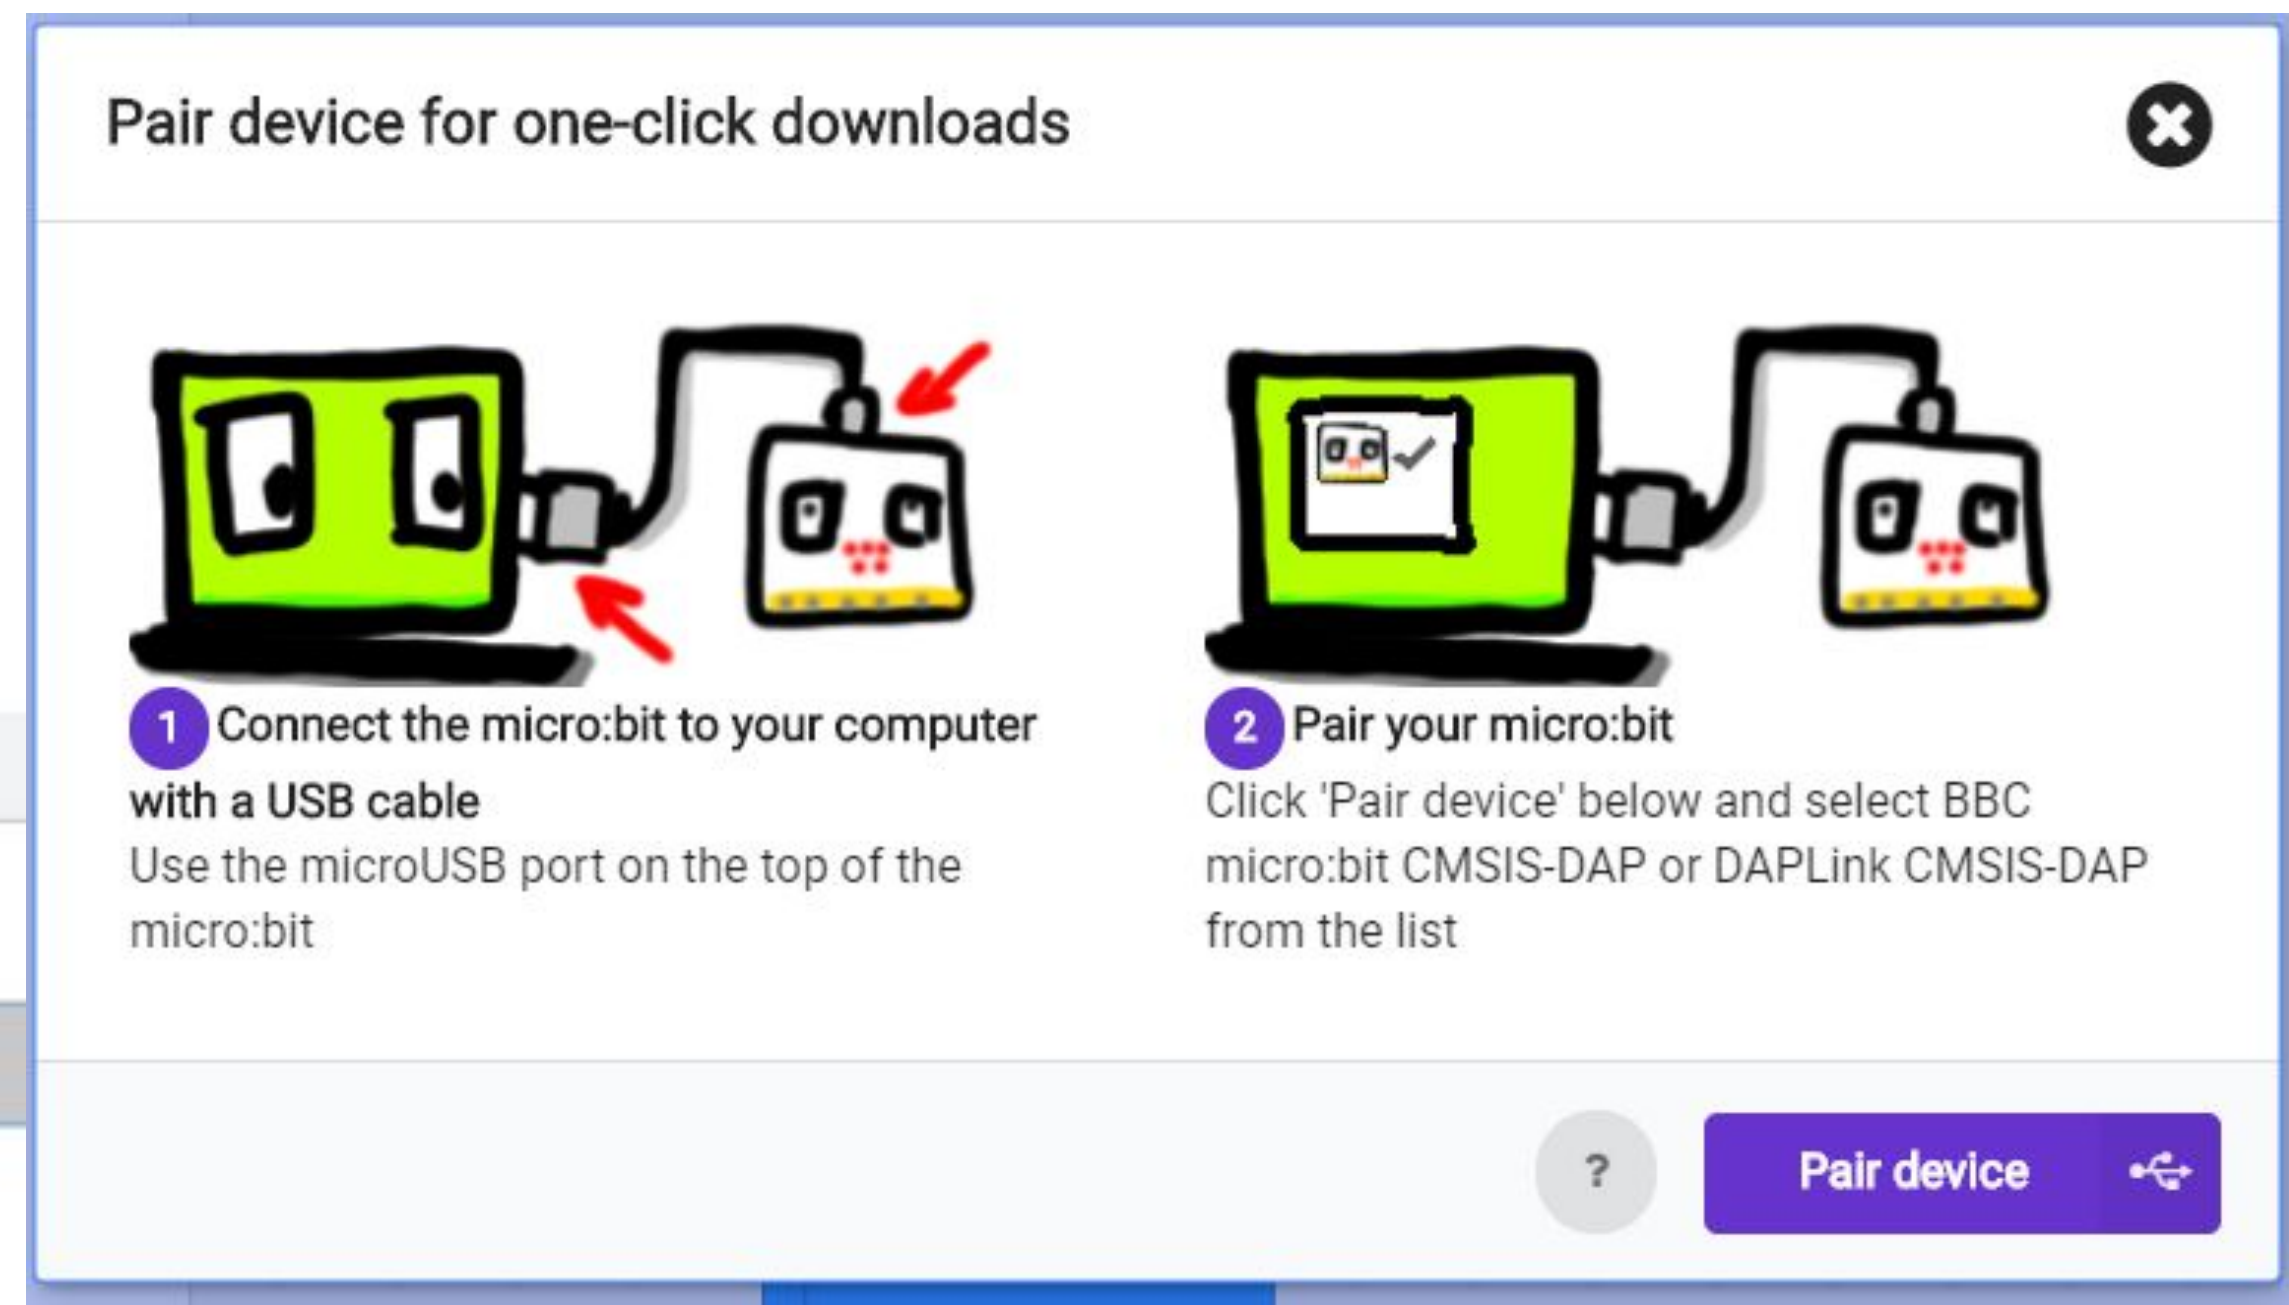 Pair device for one-click downloads
1 Connect the micro:bit to your computer
with a USB cable
Use the microUSB port on the top of the
micro:bit
2 Pair your micro:bit
Click 'Pair device' below and select BBC
micro:bit CMSIS-DAP or DAPLink CMSIS-DAP
from the list
?
Pair device